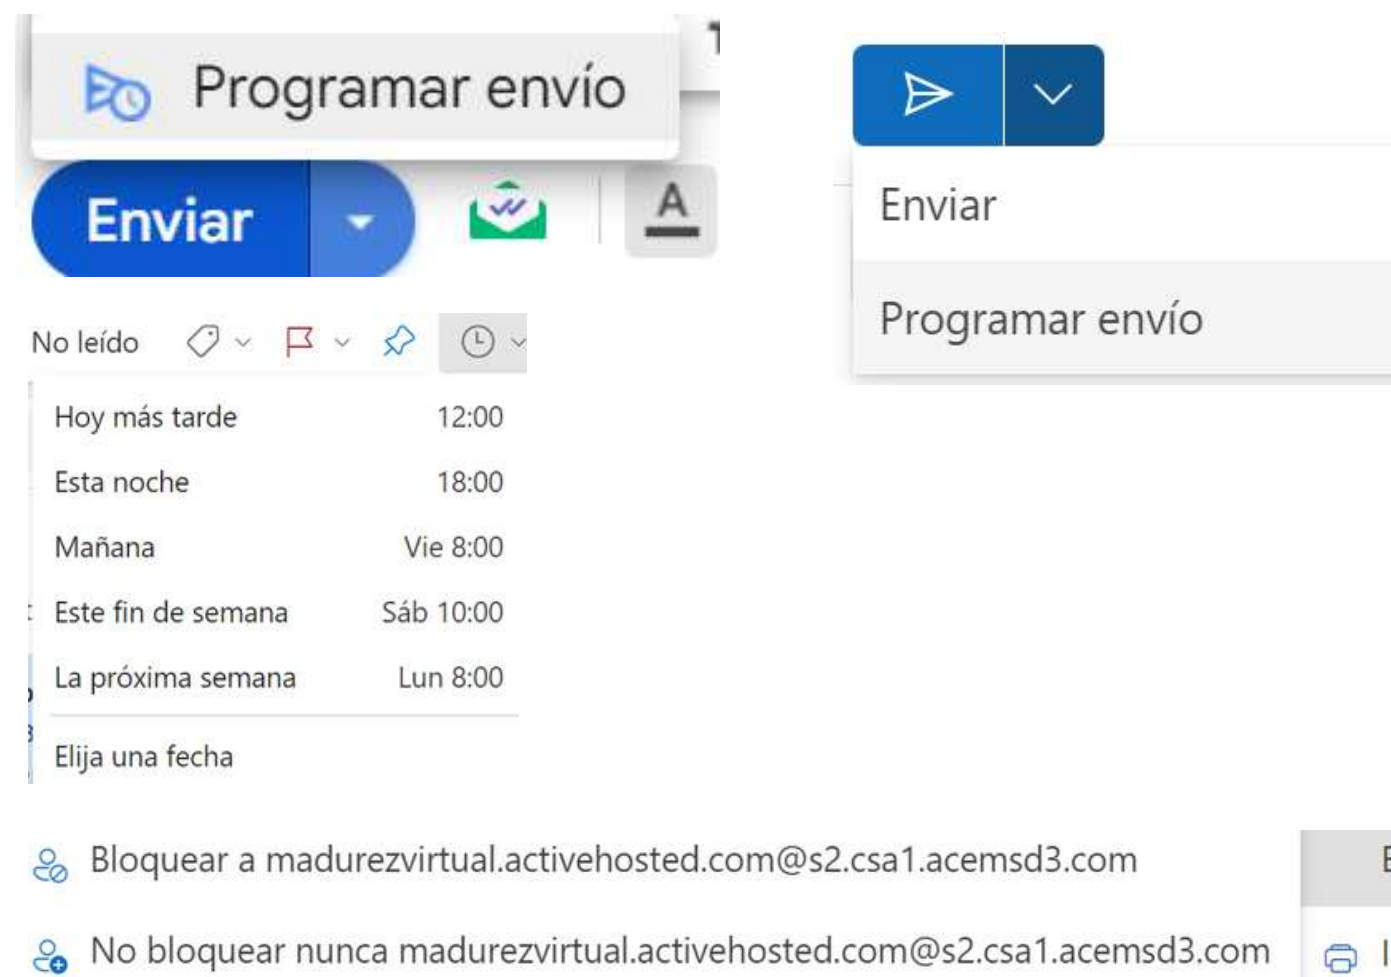 Programar envío
Enviar
A
Enviar
Programar envío
No leído
Hoy más tarde 12:00
Esta noche 18:00
Mañana Vie 8:00
Este fin de semana Sáb 10:00
La próxima semana Lun 8:00
Elija una fecha
Bloquear a madurezvirtual.activehosted.com@s2.csa1.acemsd3.com
No bloquear nunca madurezvirtual.activehosted.com@s2.csa1.acemsd3.com